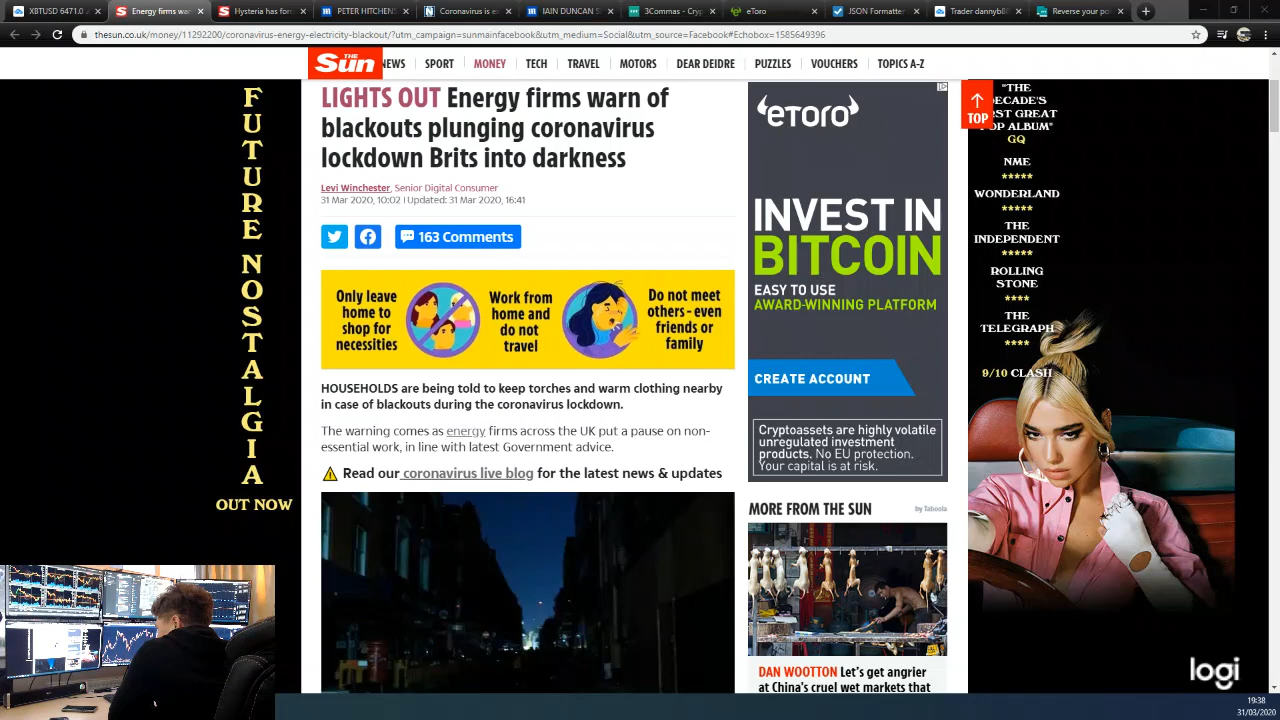 XBTUSD 6471.0
Energy firms war
Hysteria has for
PETER HITCHENS
Coronavirus is e
IAIN DUNCAN S
3Commas - Cryp
eToro
JSON Formatter
Trader dannyb8
Reverse your po
thesun.co.uk/money/11292200/coronavirus-energy-electricity-blackout/?utm_campaign=sunmainfacebook&utm_medium=Social&utm_source=Facebook#Echobox=1585649396
THE Sun
NEWS
SPORT
MONEY
TECH
TRAVEL
MOTORS
DEAR DEIDRE
PUZZLES
VOUCHERS
TOPICS A-Z
FUTURE NOSTALGIA
OUT NOW
LIGHTS OUT Energy firms warn of
blackouts plunging coronavirus
lockdown Brits into darkness
Levi Winchester, Senior Digital Consumer
31 Mar 2020, 10:02 | Updated: 31 Mar 2020, 16:41
163 Comments
Only leave
home to
shop for
necessities
Work from
home and
do not
travel
Do not meet
others - even
friends or
family
HOUSEHOLDS are being told to keep torches and warm clothing nearby
in case of blackouts during the coronavirus lockdown.
The warning comes as energy firms across the UK put a pause on non-
essential work, in line with latest Government advice.
Read our coronavirus live blog for the latest news & updates
eToro
INVEST IN
BITCOIN
EASY TO USE
AWARD-WINNING PLATFORM
CREATE ACCOUNT
Cryptoassets are highly volatile
unregulated investment
products. No EU protection.
Your capital is at risk.
MORE FROM THE SUN
by Taboola
DAN WOOTTON Let's get angrier
at China's cruel wet markets that
TOP
"THE
POP ALBUM"
GQ
NME
*****
WONDERLAND
*****
THE
INDEPENDENT
*****
ROLLING
STONE
****
THE
TELEGRAPH
****
9/10 CLASH
logi
19:38
31/03/2020